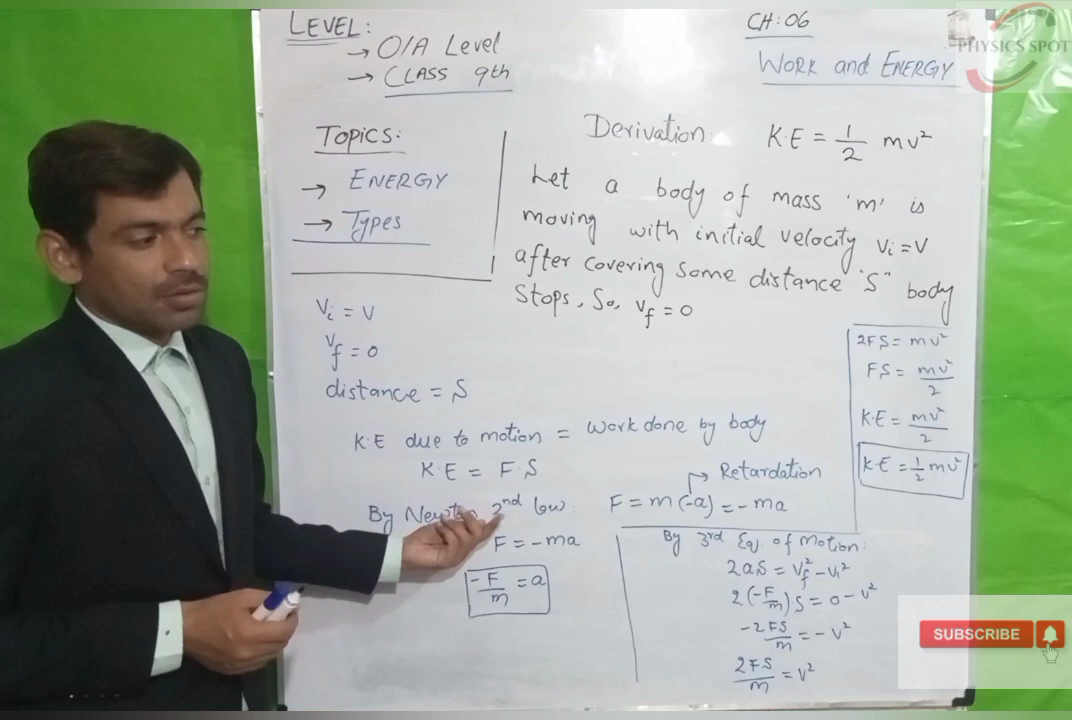 LEVEL:
→ O/A Level
→ CLASS 9th
CH:06
WORK and ENERGY
PHYSICS SPOT
TOPICS:
→ ENERGY
→ Types
Derivation: K.E = 1/2 mv²
Let a body of mass 'm' is
moving with initial velocity Vi = V
after covering some distance "S" body
Stops, So, Vf = 0
Vi = V
Vf = 0
distance = S
K.E due to motion = work done by body
K.E = F.S
→ Retardation
By Newton 2nd law: F = m(-a) = -ma
F = -ma
-F/m = a
By 3rd Eq. of Motion:
2aS = Vf² - Vi²
2(-F/m)S = 0 - V²
-2FS/m = -V²
2FS/m = V²
2FS = mv²
FS = mv²/2
K.E = mv²/2
K.E = 1/2 mv²
SUBSCRIBE